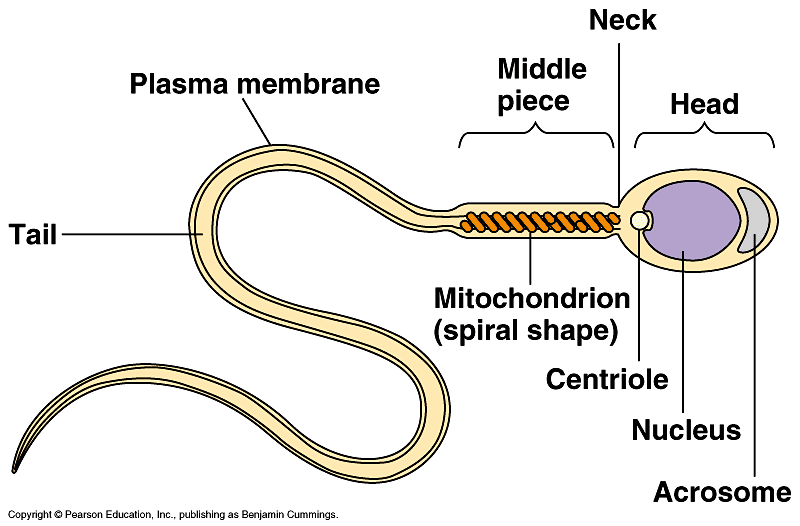 Neck
Middle
piece
Head
Plasma membrane
Tail
Mitochondrion
(spiral shape)
Centriole
Nucleus
Acrosome
Copyright © Pearson Education, Inc., publishing as Benjamin Cummings.